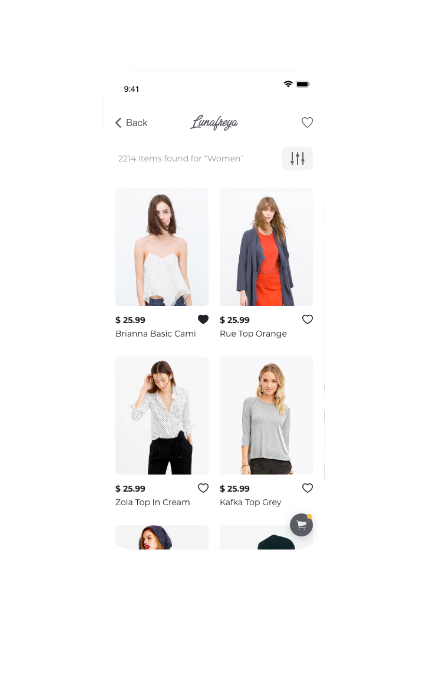 9:41
Back
Lunafreya
2214 Items found for “Women”
$ 25.99
Brianna Basic Cami
$ 25.99
Rue Top Orange
$ 25.99
Zola Top In Cream
$ 25.99
Kafka Top Grey